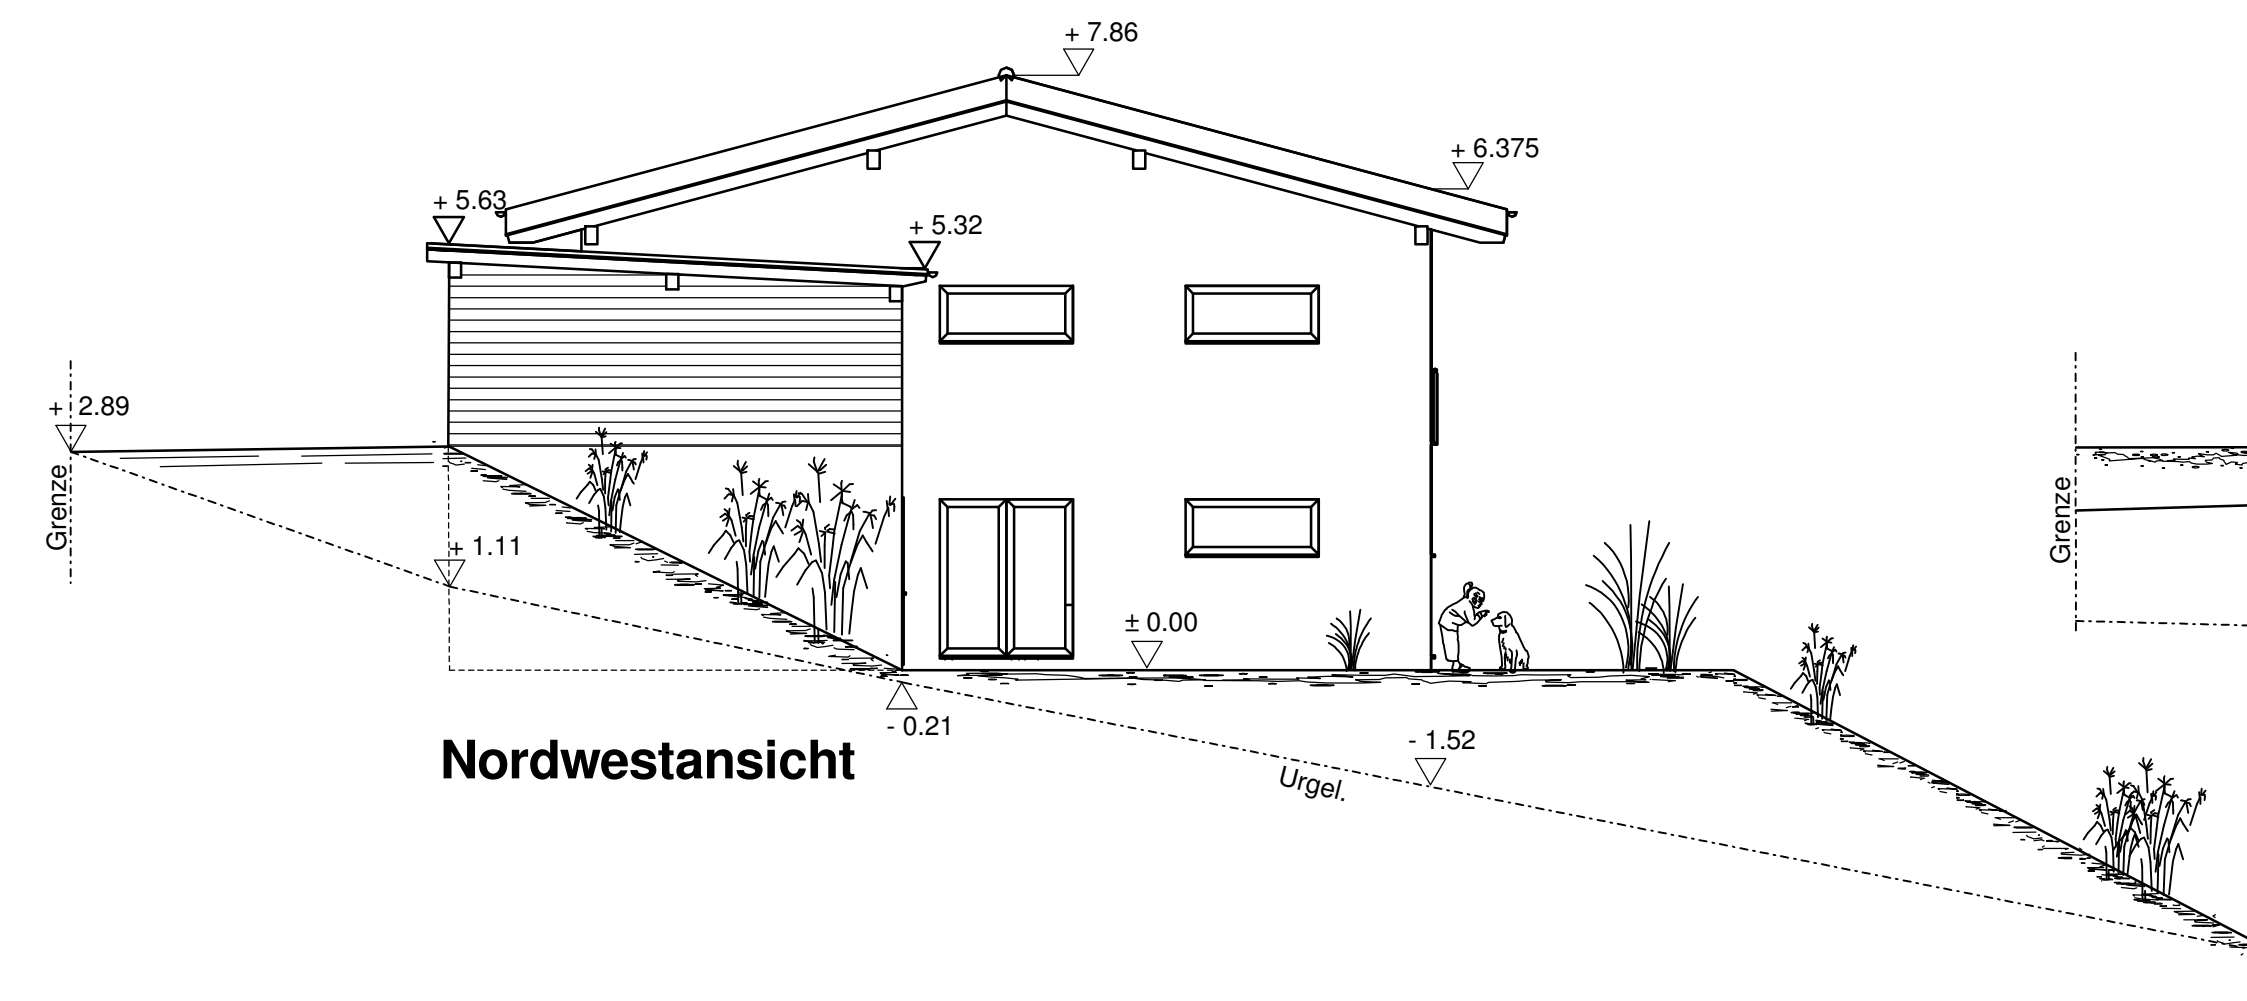 + 7.86
+ 6.375
+ 5.63
+ 5.32
+ 2.89
Grenze
Grenze
+ 1.11
± 0.00
- 0.21
- 1.52
Urgel.
Nordwestansicht